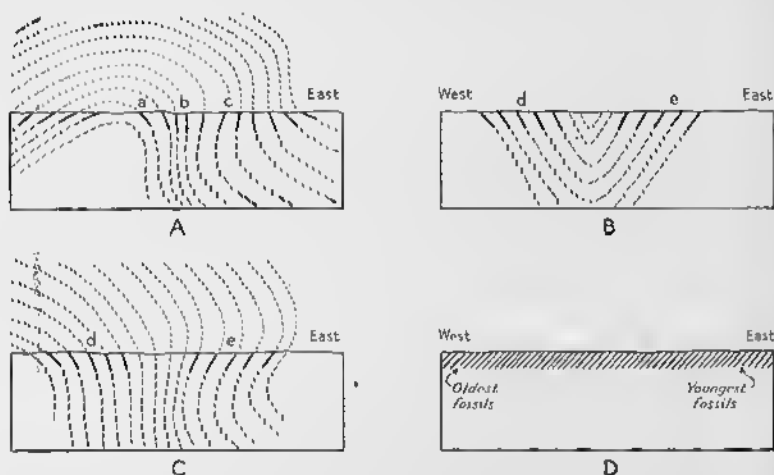 a b c East
A
West d e East
B
d e East
C
West East
Oldest fossils
Youngest fossils
D